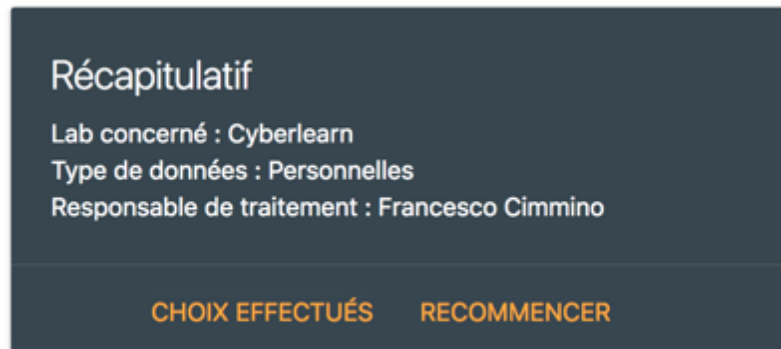 Récapitulatif
Lab concerné : Cyberlearn
Type de données : Personnelles
Responsable de traitement : Francesco Cimmino
CHOIX EFFECTUÉS RECOMMENCER